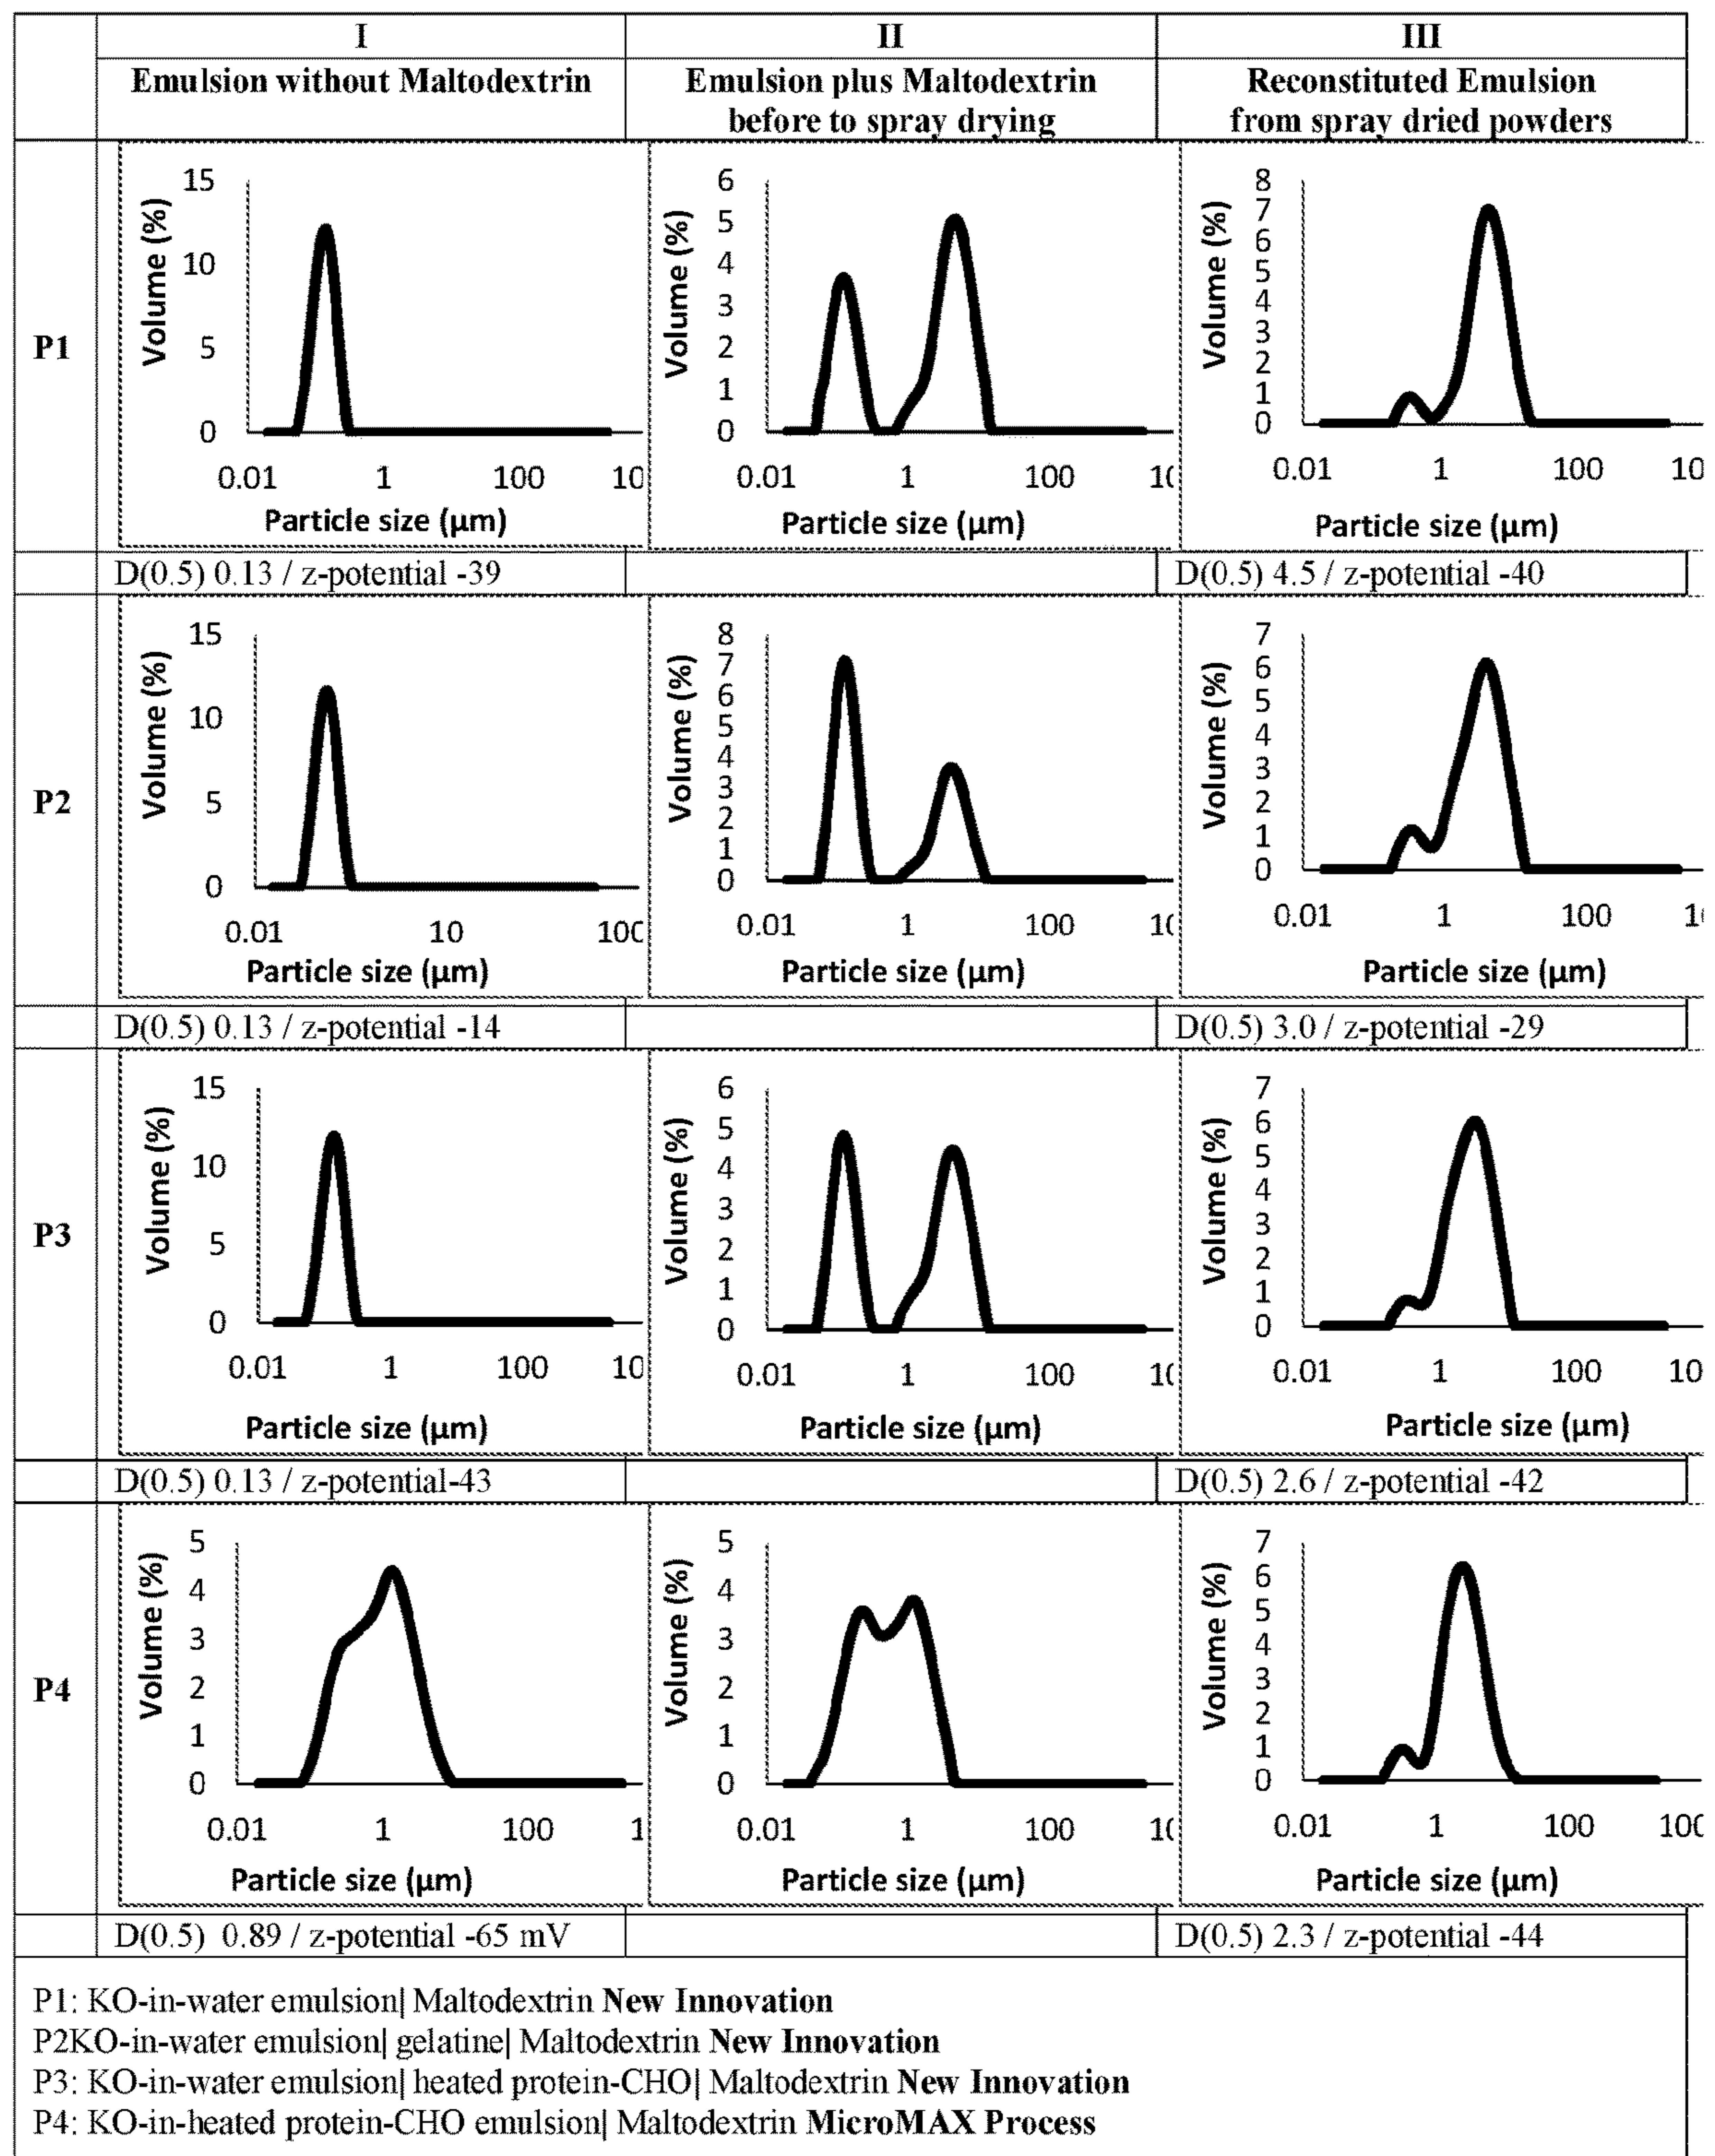 I II III
Emulsion without Maltodextrin
Emulsion plus Maltodextrin
before to spray drying
Reconstituted Emulsion
from spray dried powders
P1
Volume (%)
15
10
5
0
0.01 1 100 10
Particle size (µm)
Volume (%)
6
5
4
3
2
1
0
0.01 1 100
Particle size (µm)
Volume (%)
8
7
6
5
4
3
2
1
0
0.01 1 100 10
Particle size (µm)
D(0.5) 0.13 / z-potential -39
D(0.5) 4.5 / z-potential -40
P2
Volume (%)
15
10
5
0
0.01 10
Particle size (µm)
Volume (%)
8
7
6
5
4
3
2
1
0
0.01 1 100
Particle size (µm)
Volume (%)
7
6
5
4
3
2
1
0
0.01 1 100
Particle size (µm)
D(0.5) 0.13 / z-potential -14
D(0.5) 3.0 / z-potential -29
P3
Volume (%)
15
10
5
0
0.01 1 100 10
Particle size (µm)
Volume (%)
6
5
4
3
2
1
0
0.01 1 100
Particle size (µm)
Volume (%)
7
6
5
4
3
2
1
0
0.01 1 100 10
Particle size (µm)
D(0.5) 0.13 / z-potential-43
D(0.5) 2.6 / z-potential -42
P4
Volume (%)
5
4
3
2
1
0
0.01 1 100 1
Particle size (µm)
Volume (%)
5
4
3
2
1
0
0.01 1 100
Particle size (µm)
Volume (%)
7
6
5
4
3
2
1
0
0.01 1 100
Particle size (µm)
D(0.5) 0.89 / z-potential -65 mV
D(0.5) 2.3 / z-potential -44
P1: KO-in-water emulsion| Maltodextrin New Innovation
P2KO-in-water emulsion| gelatine| Maltodextrin New Innovation
P3: KO-in-water emulsion| heated protein-CHO| Maltodextrin New Innovation
P4: KO-in-heated protein-CHO emulsion| Maltodextrin MicroMAX Process